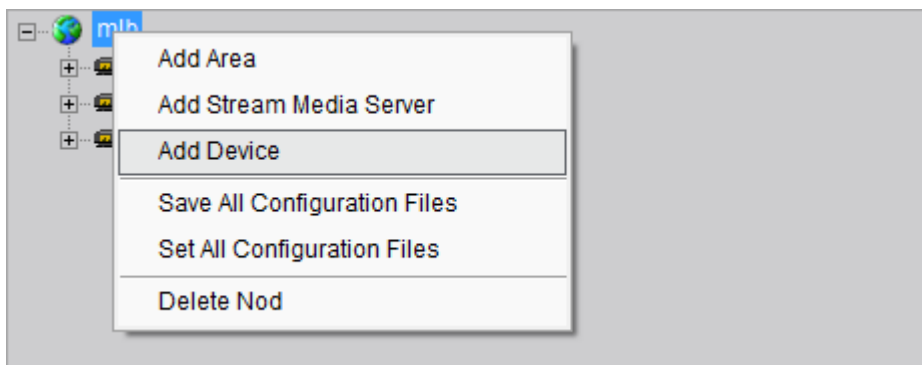 mlb
Add Area
Add Stream Media Server
Add Device
Save All Configuration Files
Set All Configuration Files
Delete Nod